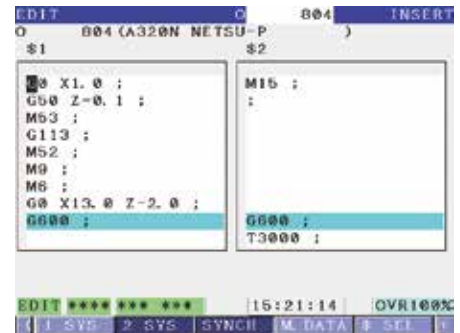 EDIT O 804 INSERT
O 804 (A320N NETSU-P )
$1 $2
G0 X1. 0 ;
G50 Z-0. 1 ;
M53 ;
G113 ;
M52 ;
M9 ;
M6 ;
G0 X13. 0 Z-2. 0 ;
G600 ;
M15 ;
;
G600 ;
T3000 ;
EDIT **** *** *** 15:21:14 OVR100%
1 SYS 2 SYS SYNCH M. DATA SEL